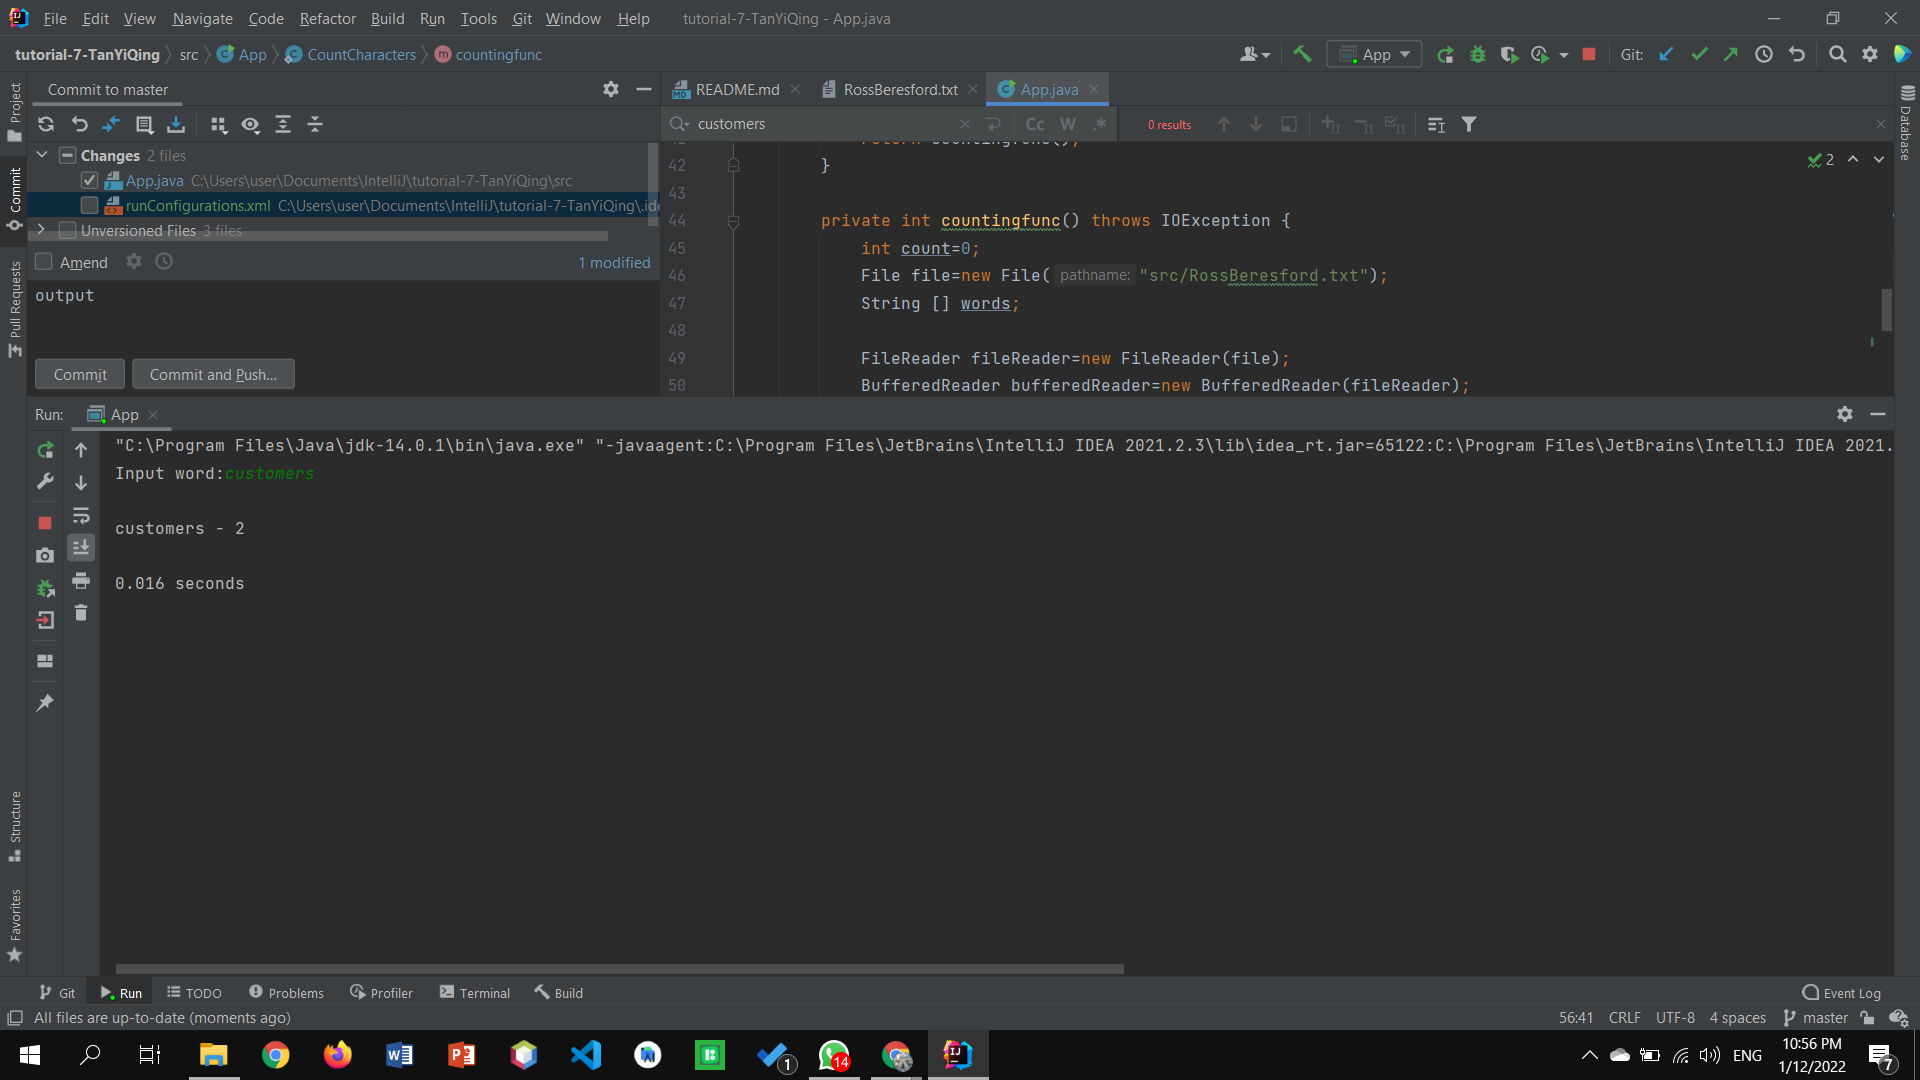 File Edit View Navigate Code Refactor Build Run Tools Git Window Help tutorial-7-TanYiQing - App.java
tutorial-7-TanYiQing src App CountCharacters countingfunc App Git:
Commit to master
README.md RossBeresford.txt App.java
customers Cc W .* 0 results
Changes 2 files
App.java C:\Users\user\Documents\IntelliJ\tutorial-7-TanYiQing\src
runConfigurations.xml C:\Users\user\Documents\IntelliJ\tutorial-7-TanYiQing\.ide
Unversioned Files 3 files
Amend 1 modified
output
Commit Commit and Push...
2
41 return countingfunc();
42 }
43
44 private int countingfunc() throws IOException {
45 int count=0;
46 File file=new File( pathname: "src/RossBeresford.txt");
47 String [] words;
48
49 FileReader fileReader=new FileReader(file);
50 BufferedReader bufferedReader=new BufferedReader(fileReader);
Run: App
"C:\Program Files\Java\jdk-14.0.1\bin\java.exe" "-javaagent:C:\Program Files\JetBrains\IntelliJ IDEA 2021.2.3\lib\idea_rt.jar=65122:C:\Program Files\JetBrains\IntelliJ IDEA 2021.
Input word:customers
customers - 2
0.016 seconds
Project
Commit
Pull Requests
Structure
Favorites
Database
Git Run TODO Problems Profiler Terminal Build Event Log
All files are up-to-date (moments ago) 56:41 CRLF UTF-8 4 spaces master
1 14 ENG 10:56 PM
1/12/2022 7